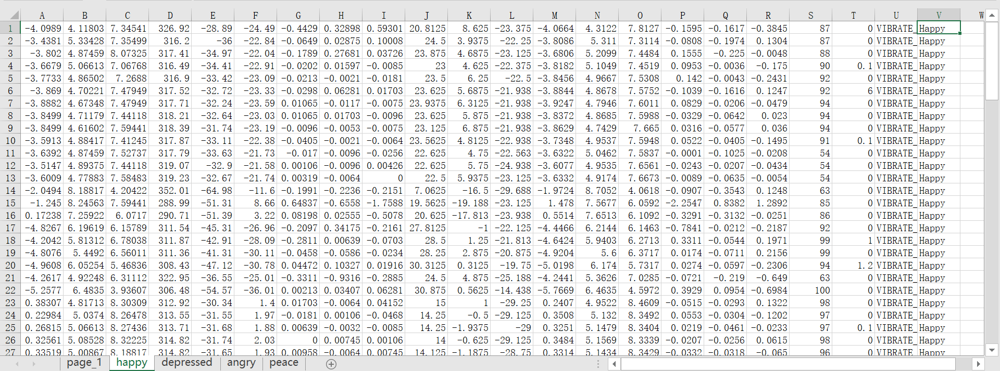 A B C D E F G H I J K L M N O P Q R S T U V W
1 -4.0989 4.11803 7.34541 326.92 -28.89 -24.49 -0.4429 0.32898 0.59301 20.8125 8.625 -23.375 -4.0664 4.3122 7.8127 -0.1595 -0.1617 -0.3845 87 0 VIBRATE_ Happy
2 -3.4381 5.33428 7.35499 316.2 -36 -22.84 -0.0649 0.02875 0.10008 24.5 3.9375 -22.25 -3.8086 5.311 7.3114 -0.0808 -0.1974 0.1304 87 0 VIBRATE_ Happy
3 -3.802 4.87459 8.07325 317.41 -34.97 -22.04 -0.1789 0.27681 0.03726 23.875 4.6875 -23.125 -3.6806 5.2099 7.4484 0.1555 -0.225 -0.0048 88 0 VIBRATE_ Happy
4 -3.6679 5.06613 7.06768 316.49 -34.41 -22.91 -0.0202 0.01597 -0.0085 23 4.625 -22.375 -3.8182 5.1049 7.4519 0.0953 -0.0036 -0.175 90 0.1 VIBRATE_ Happy
5 -3.7733 4.86502 7.2688 316.9 -33.42 -23.09 -0.0213 -0.0021 -0.0181 23.5 6.25 -22.5 -3.8456 4.9667 7.5308 0.142 -0.0043 -0.2431 92 0 VIBRATE_ Happy
6 -3.869 4.70221 7.47949 317.52 -32.72 -23.33 -0.0298 0.06281 0.01703 23.625 5.6875 -21.938 -3.8844 4.8678 7.5752 -0.1039 -0.1616 0.1247 92 6 VIBRATE_ Happy
7 -3.8882 4.67348 7.47949 317.71 -32.24 -23.59 0.01065 -0.0117 -0.0075 23.9375 6.3125 -21.938 -3.9247 4.7946 7.6011 0.0829 -0.0206 -0.0479 94 0 VIBRATE_ Happy
8 -3.8499 4.71179 7.44118 318.21 -32.64 -23.03 0.01065 0.01703 -0.0096 23.625 5.875 -21.938 -3.8372 4.8685 7.5988 -0.0329 -0.0642 0.023 94 0 VIBRATE_ Happy
9 -3.8499 4.61602 7.59441 318.39 -31.74 -23.19 -0.0096 -0.0053 -0.0075 23.125 6.875 -21.938 -3.8629 4.7429 7.665 0.0316 -0.0577 0.036 94 0 VIBRATE_ Happy
10 -3.5913 4.88417 7.41245 317.87 -33.11 -22.38 -0.0405 -0.0021 -0.0064 23.5625 4.8125 -22.938 -3.7348 4.9537 7.5948 0.0522 -0.0405 -0.1495 91 0.1 VIBRATE_ Happy
11 -3.6392 4.87459 7.52737 317.79 -33.63 -21.73 -0.017 -0.0096 -0.0256 22.625 4.75 -22.563 -3.6322 5.0462 7.5837 -0.0001 -0.1025 -0.0208 54 0 VIBRATE_ Happy
12 -3.5147 4.89375 7.44118 319.07 -32.9 -21.58 0.00106 -0.0096 0.00426 22.625 5.75 -24.938 -3.6077 4.9535 7.6561 -0.0243 -0.0207 -0.0434 54 0 VIBRATE_ Happy
13 -3.6009 4.77883 7.58483 319.23 -32.67 -21.74 0.00319 -0.0064 0 22.5 5.9375 -23.125 -3.6332 4.9174 7.6673 -0.0089 -0.0635 -0.0054 54 0 VIBRATE_ Happy
14 -2.0494 8.18817 4.20422 352.01 -64.98 -11.6 -0.1991 -0.2236 -0.2151 7.0625 -16.5 -29.688 -1.9724 8.7052 4.0618 -0.0907 -0.3543 0.1248 63 0 VIBRATE_ Happy
15 -1.245 8.24563 7.59441 288.99 -51.31 8.66 0.64837 -0.6558 -1.7588 19.5625 -19.188 -23.125 1.478 7.5677 6.0592 -2.2547 0.8382 1.2892 85 0 VIBRATE_ Happy
16 0.17238 7.25922 6.0717 290.71 -51.39 3.22 0.08198 0.02555 -0.5078 20.625 -17.813 -23.938 0.5514 7.6513 6.1092 -0.3291 -0.3132 -0.0251 86 0 VIBRATE_ Happy
17 -4.8267 6.19619 6.15789 311.54 -45.31 -26.96 -0.2097 0.34175 -0.2161 27.8125 -1 -22.125 -4.4466 6.2144 6.1463 -0.7841 -0.0212 -0.2187 92 0 VIBRATE_ Happy
18 -4.2042 5.81312 6.78038 311.87 -42.91 -28.09 -0.2811 0.00639 -0.0703 28.5 1.25 -21.813 -4.6424 5.9403 6.2713 0.3311 -0.0544 0.1971 99 1 VIBRATE_ Happy
19 -4.8076 5.4492 6.56011 311.36 -41.31 -30.11 -0.0458 -0.0586 -0.0234 28.25 2.875 -20.875 -4.9204 5.6 6.3717 0.0174 -0.0711 0.2156 99 0 VIBRATE_ Happy
20 -4.9608 6.05254 5.46836 308.43 -47.12 -30.78 0.04472 0.10327 0.01916 30.3125 0.3125 -19.75 -5.0198 6.174 5.7317 0.0274 -0.0597 -0.2306 94 1.2 VIBRATE_ Happy
21 -4.2617 4.92248 6.31112 322.95 -36.55 -25.01 -0.3311 -0.9316 -0.2885 24.5 4.875 -25.188 -4.2441 5.3626 7.0285 -0.0721 -0.219 -0.649 63 0 VIBRATE_ Happy
22 -5.2577 6.4835 3.93607 306.48 -54.57 -36.01 0.00213 0.03407 0.06281 30.875 0.5625 -14.438 -5.7669 6.4635 4.5972 0.3929 0.0954 -0.6984 100 0 VIBRATE_ Happy
23 0.38307 4.81713 8.30309 312.92 -30.34 1.4 0.01703 -0.0064 0.04152 15 1 -29.25 0.2407 4.9522 8.4609 -0.0515 -0.0293 0.1322 98 0 VIBRATE_ Happy
24 0.22984 5.0374 8.26478 313.55 -31.55 1.97 -0.0181 0.00106 -0.0468 14.25 -0.5 -29.125 0.3508 5.132 8.3492 0.0553 -0.0304 -0.1202 97 0 VIBRATE_ Happy
25 0.26815 5.06613 8.27436 313.71 -31.68 1.88 0.00639 -0.0032 -0.0085 14.25 -1.9375 -29 0.3251 5.1479 8.3404 0.0219 -0.0461 -0.0233 97 0.1 VIBRATE_ Happy
26 0.32561 5.08528 8.32225 314.82 -31.74 2.03 0 0.00745 0.00106 14 -0.625 -29.125 0.3484 5.1569 8.3339 -0.0207 -0.0256 0.0615 98 0 VIBRATE_ Happy
27 0.33519 5.00867 8.18817 314.82 -31.65 1.93 0.00958 -0.0064 0.00745 14.125 -1.1875 -28.75 0.3314 5.1434 8.3429 -0.0332 -0.0318 -0.065 96 0 VIBRATE_ Happy
page_1 happy depressed angry peace